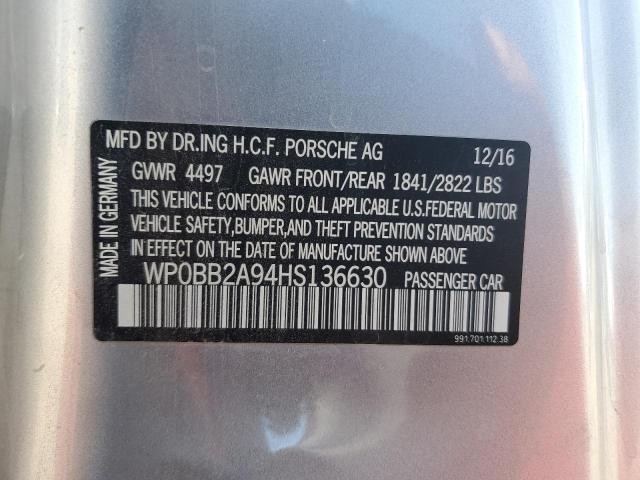 MFD BY DR.ING H.C.F. PORSCHE AG 12/16
GVWR 4497 GAWR FRONT/REAR 1841/2822 LBS
THIS VEHICLE CONFORMS TO ALL APPLICABLE U.S.FEDERAL MOTOR
VEHICLE SAFETY,BUMPER,AND THEFT PREVENTION STANDARDS
IN EFFECT ON THE DATE OF MANUFACTURE SHOWN ABOVE
WP0BB2A94HS136630 PASSENGER CAR
991.701.112.38
MADE IN GERMANY